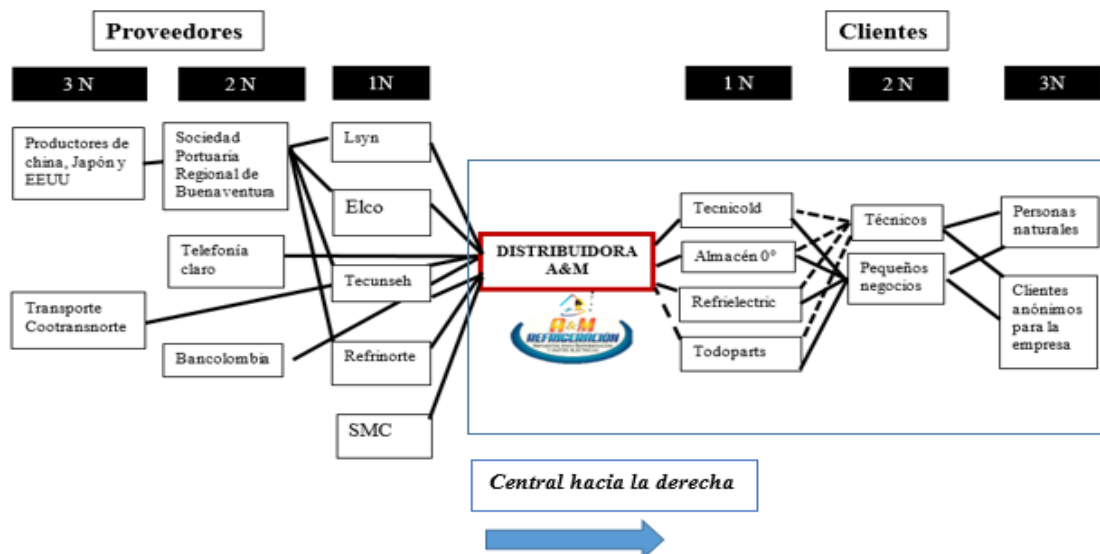 Proveedores
Clientes
3 N
2 N
1N
1 N
2 N
3N
Productores de
china, Japón y
EEUU
Sociedad
Portuaria
Regional de
Buenaventura
Lsyn
Elco
Telefonía
claro
Tecunseh
Transporte
Cootransnorte
Bancolombia
Refrinorte
SMC
DISTRIBUIDORA
A&M
A&M
REFRIGERACIÓN
Tecnicold
Almacén 0°
Refrielectric
Todoparts
Técnicos
Pequeños
negocios
Personas
naturales
Clientes
anónimos
para la
empresa
Central hacia la derecha